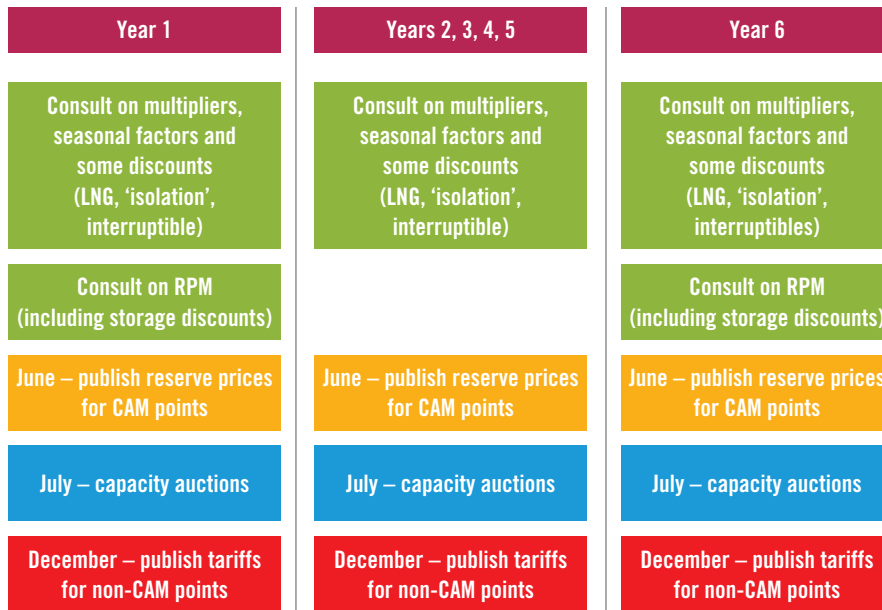 Year 1
Consult on multipliers,
seasonal factors and
some discounts
(LNG, ‘isolation’,
interruptible)
Consult on RPM
(including storage discounts)
June – publish reserve prices
for CAM points
July – capacity auctions
December – publish tariffs
for non-CAM points
Years 2, 3, 4, 5
Consult on multipliers,
seasonal factors and
some discounts
(LNG, ‘isolation’,
interruptible)
June – publish reserve prices
for CAM points
July – capacity auctions
December – publish tariffs
for non-CAM points
Year 6
Consult on multipliers,
seasonal factors and
some discounts
(LNG, ‘isolation’,
interruptibles)
Consult on RPM
(including storage discounts)
June – publish reserve prices
for CAM points
July – capacity auctions
December – publish tariffs
for non-CAM points